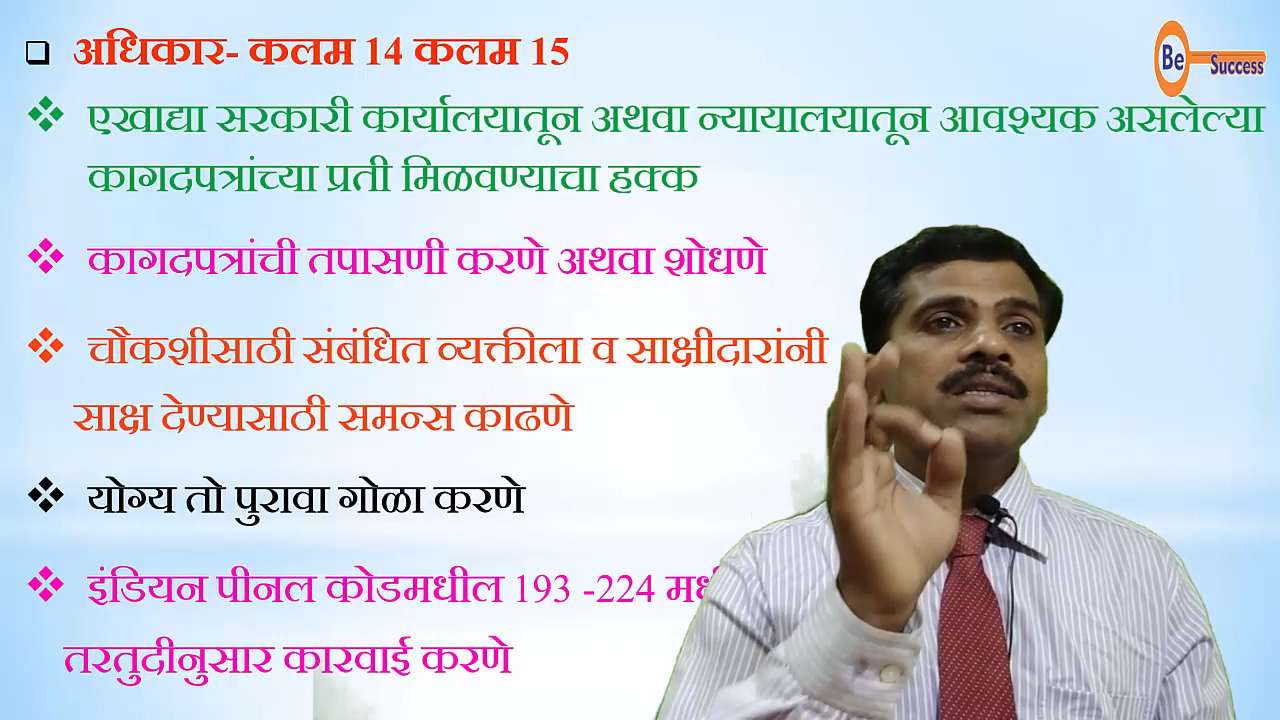 अधिकार- कलम 14 कलम 15
Be Success
एखाद्या सरकारी कार्यालयातून अथवा न्यायालयातून आवश्यक असलेल्या
कागदपत्रांच्या प्रती मिळवण्याचा हक्क
कागदपत्रांची तपासणी करणे अथवा शोधणे
चौकशीसाठी संबंधित व्यक्तीला व साक्षीदारांनी
साक्ष देण्यासाठी समन्स काढणे
योग्य तो पुरावा गोळा करणे
इंडियन पीनल कोडमधील 193 -224
तरतुदीनुसार कारवाई करणे